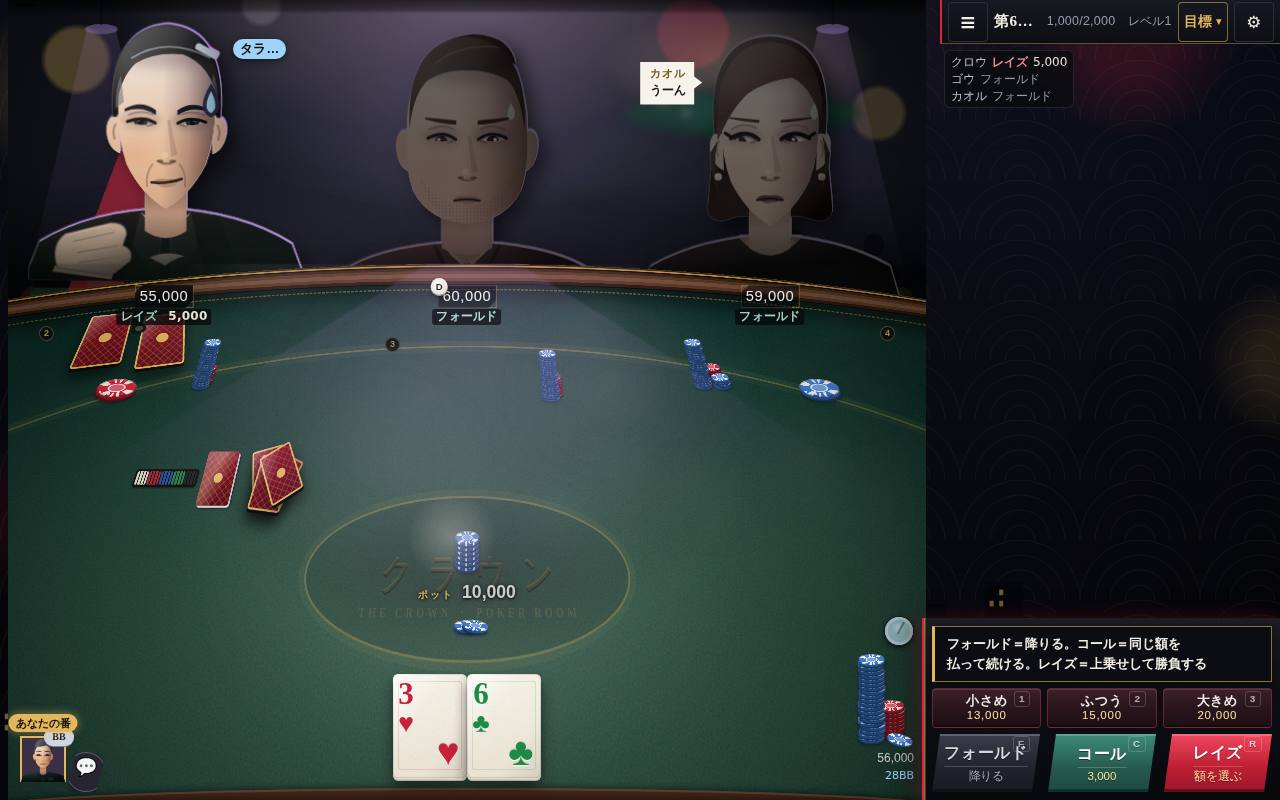 タラ…
カオル
うーん
第6…
1,000/2,000
レベル1
目標▾
クロウ レイズ 5,000
ゴウ フォールド
カオル フォールド
D
55,000
レイズ 5,000
60,000
フォールド
59,000
フォールド
2
3
4
クラウン
ポット 10,000
THE CROWN · POKER ROOM
3
6
あなたの番
BB
56,000
28BB
フォールド＝降りる。コール＝同じ額を
払って続ける。レイズ＝上乗せして勝負する
小さめ 1
13,000
ふつう 2
15,000
大きめ 3
20,000
フォールド F
降りる
コール C
3,000
レイズ R
額を選ぶ